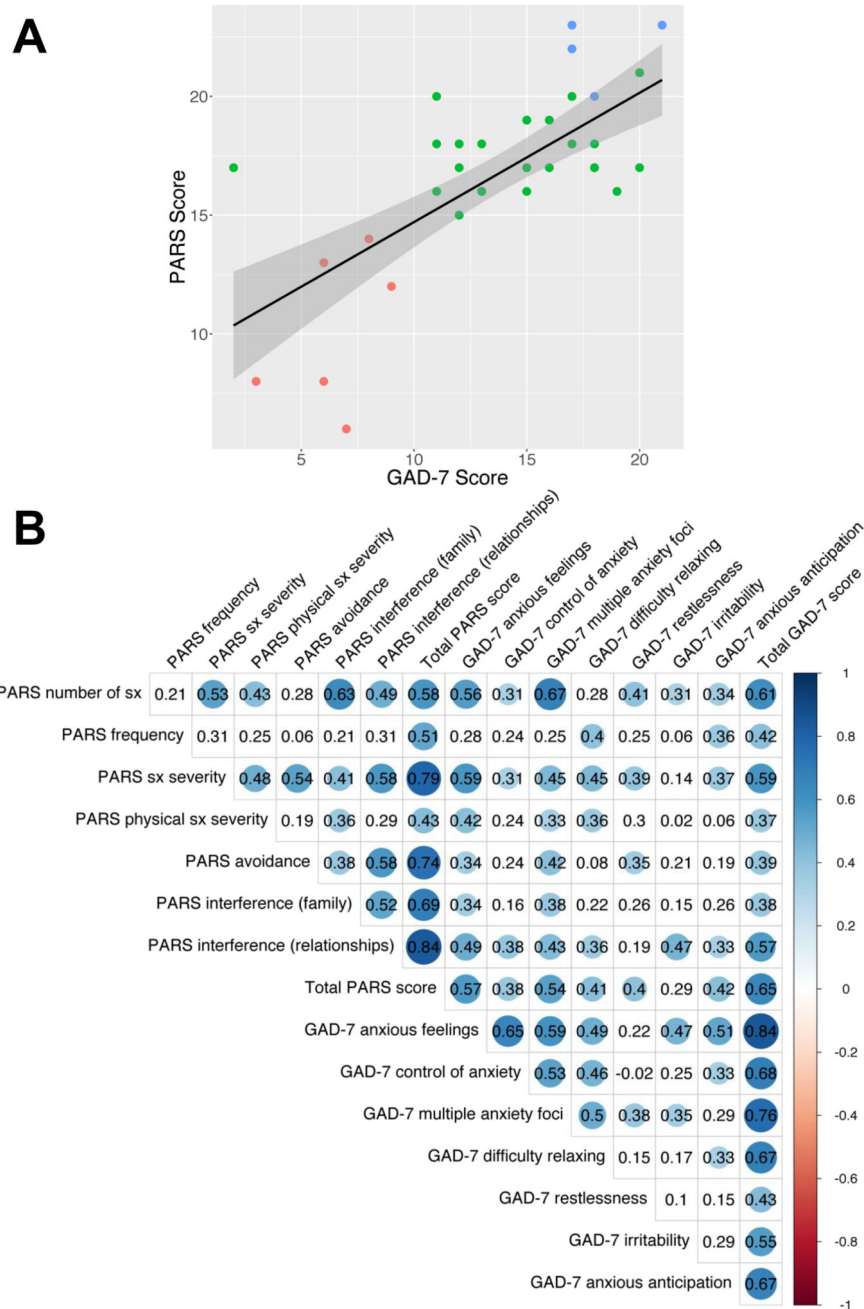 A
PARS Score
20
15
10
5
10
15
20
GAD-7 Score
B
PARS frequency
PARS sx severity
PARS physical sx severity
PARS avoidance
PARS interference (family)
PARS interference (relationships)
Total PARS score
GAD-7 anxious feelings
GAD-7 control of anxiety
GAD-7 multiple anxiety foci
GAD-7 difficulty relaxing
GAD-7 restlessness
GAD-7 irritability
GAD-7 anxious anticipation
Total GAD-7 score
PARS number of sx 0.21 0.53 0.43 0.28 0.63 0.49 0.58 0.56 0.31 0.67 0.28 0.41 0.31 0.34 0.61
PARS frequency 0.31 0.25 0.06 0.21 0.31 0.51 0.28 0.24 0.25 0.4 0.25 0.06 0.36 0.42
PARS sx severity 0.48 0.54 0.41 0.58 0.79 0.59 0.31 0.45 0.45 0.39 0.14 0.37 0.59
PARS physical sx severity 0.19 0.36 0.29 0.43 0.42 0.24 0.33 0.36 0.3 0.02 0.06 0.37
PARS avoidance 0.38 0.58 0.74 0.34 0.24 0.42 0.08 0.35 0.21 0.19 0.39
PARS interference (family) 0.52 0.69 0.34 0.16 0.38 0.22 0.26 0.15 0.26 0.38
PARS interference (relationships) 0.84 0.49 0.38 0.43 0.36 0.19 0.47 0.33 0.57
Total PARS score 0.57 0.38 0.54 0.41 0.4 0.29 0.42 0.65
GAD-7 anxious feelings 0.65 0.59 0.49 0.22 0.47 0.51 0.84
GAD-7 control of anxiety 0.53 0.46 -0.02 0.25 0.33 0.68
GAD-7 multiple anxiety foci 0.5 0.38 0.35 0.29 0.76
GAD-7 difficulty relaxing 0.15 0.17 0.33 0.67
GAD-7 restlessness 0.1 0.15 0.43
GAD-7 irritability 0.29 0.55
GAD-7 anxious anticipation 0.67
1
0.8
0.6
0.4
0.2
0
-0.2
-0.4
-0.6
-0.8
-1